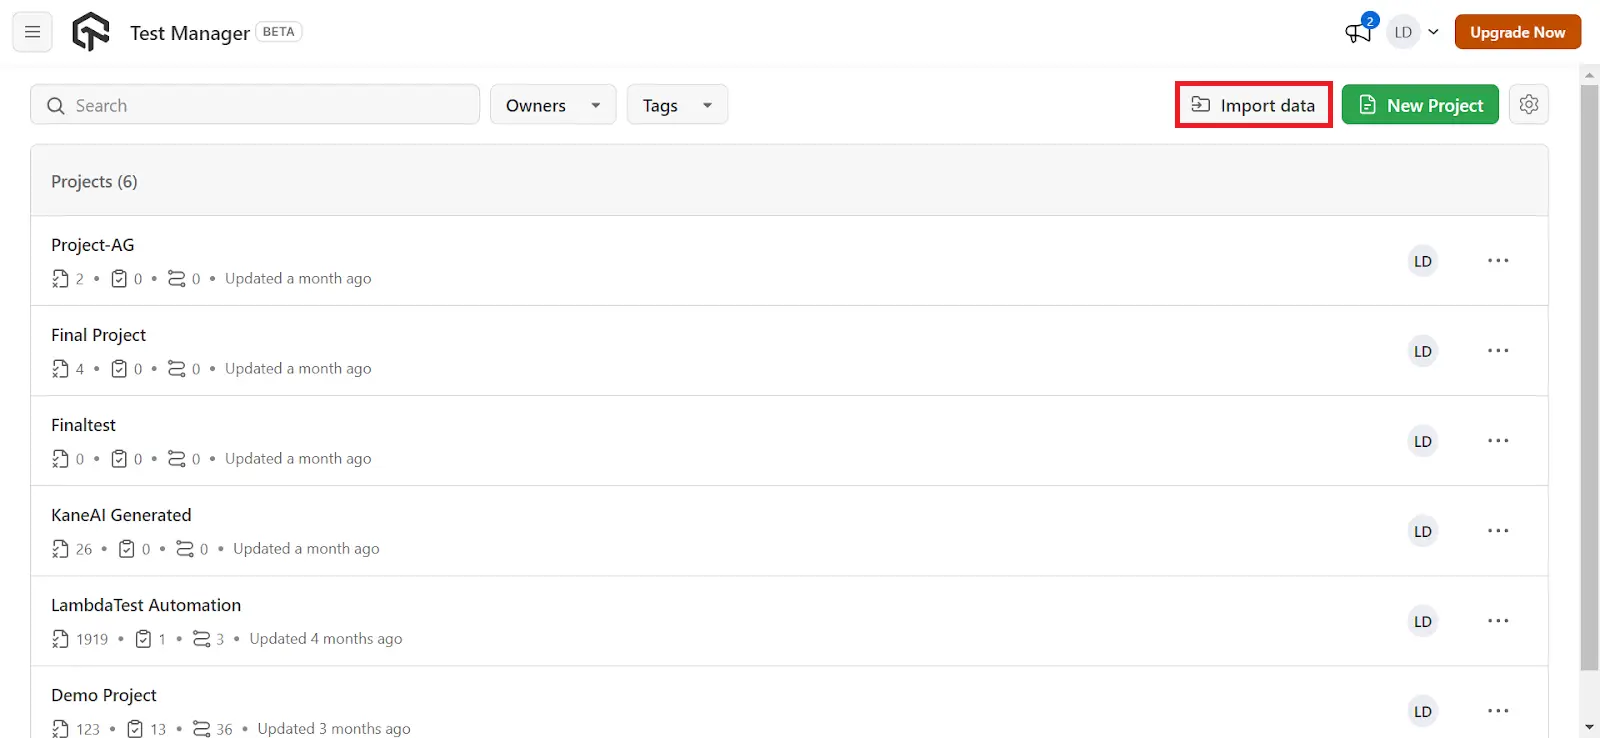 Test Manager BETA 2 LD Upgrade Now
Search Owners Tags Import data New Project
Projects (6)
Project-AG
2 • 0 • 0 • Updated a month ago LD
Final Project
4 • 0 • 0 • Updated a month ago LD
Finaltest
0 • 0 • 0 • Updated a month ago LD
KaneAI Generated
26 • 0 • 0 • Updated a month ago LD
LambdaTest Automation
1919 • 1 • 3 • Updated 4 months ago LD
Demo Project
123 • 13 • 36 • Updated 3 months ago LD